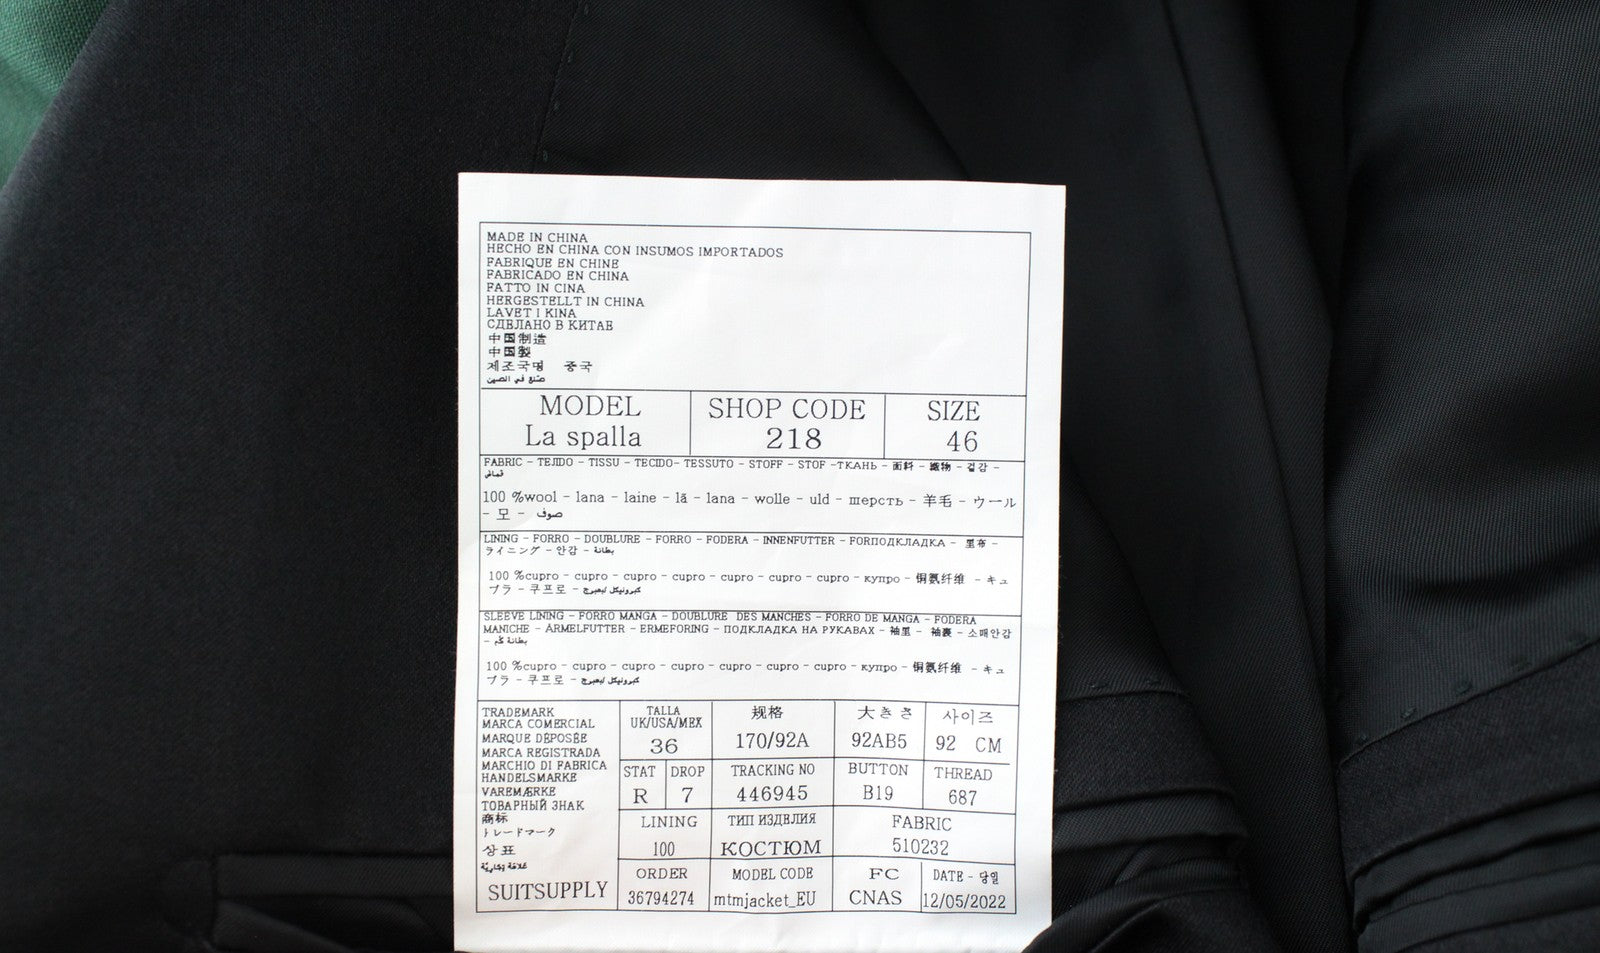 MADE IN CHINA
HECHO EN CHINA CON INSUMOS IMPORTADOS
FABRIQUE EN CHINE
FABRICADO EN CHINA
FATTO IN CINA
HERGESTELLT IN CHINA
LAVET I KINA
СДЕЛАНО В КИТАЕ
中国制造
中国製
제조국명 중국
صنع في الصين
MODEL SHOP CODE SIZE
La spalla 218 46
FABRIC - TEJIDO - TISSU - TECIDO- TESSUTO - STOFF - STOF -ТКАНЬ - 面料 - 織物 - 겉감 -
قماش
100 %wool - lana - laine - lã - lana - wolle - uld - шерсть - 羊毛 - ウール
- 모 - صوف
LINING - FORRO - DOUBLURE - FORRO - FODERA - INNENFUTTER - FORПОДКЛАДКА - 里布 -
ライニング - 안감 - بطانة
100 %cupro - cupro - cupro - cupro - cupro - cupro - cupro - купро - 铜氨纤维 - キュ
プラ - 쿠프로 -
SLEEVE LINING - FORRO MANGA - DOUBLURE DES MANCHES - FORRO DE MANGA - FODERA
MANICHE - ÄRMELFUTTER - ERMEFORING - ПОДКЛАДКА НА РУКАВАХ - 袖里 - 袖裏 - 소매안감
- بطانة كم
100 %cupro - cupro - cupro - cupro - cupro - cupro - cupro - купро - 铜氨纤维 - キュ
プラ - 쿠프로 -
TRADEMARK
MARCA COMERCIAL
MARQUE DÉPOSÉE
MARCA REGISTRADA
MARCHIO DI FABRICA
HANDELSMARKE
VAREMÆRKE
ТОВАРНЫЙ ЗНАК
商标
トレードマーク
상표
SUITSUPPLY
TALLA 规格 大きさ 사이즈
UK/USA/MEX
36 170/92A 92AB5 92 CM
STAT DROP TRACKING NO BUTTON THREAD
R 7 446945 B19 687
LINING ТИП ИЗДЕЛИЯ FABRIC
100 КОСТЮМ 510232
ORDER MODEL CODE FC DATE - 당일
36794274 mtmjacket_EU CNAS 12/05/2022